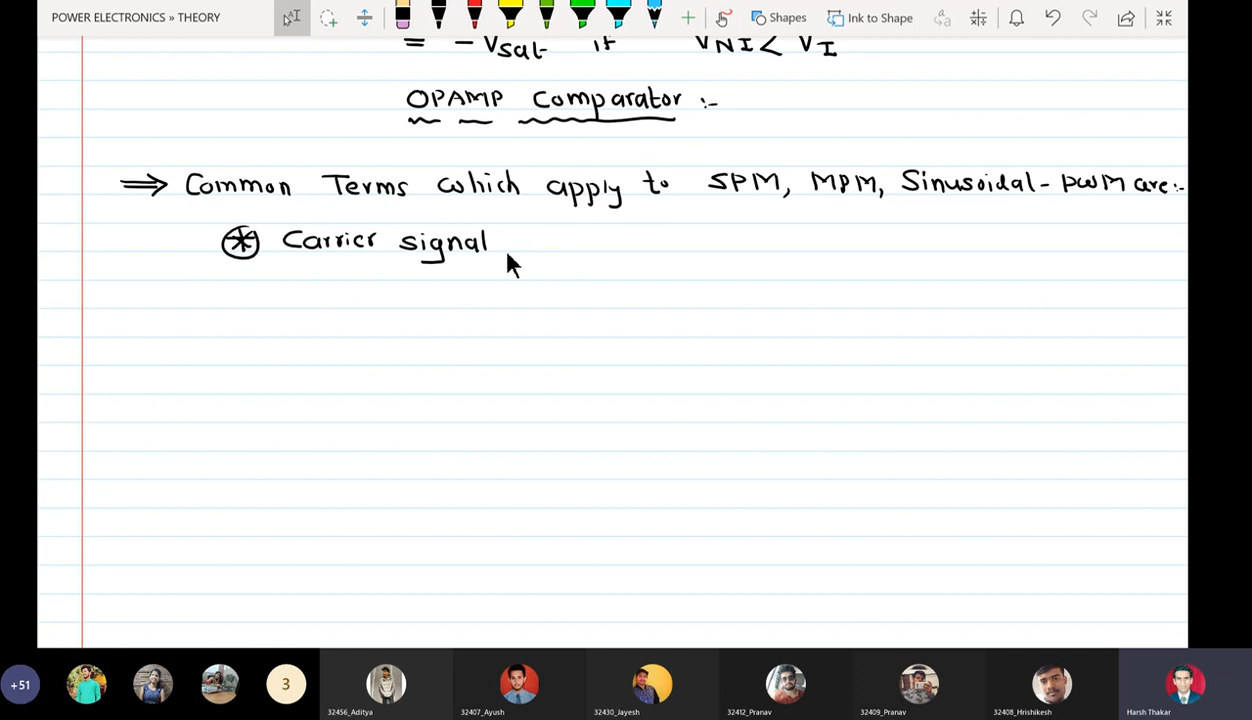 POWER ELECTRONICS » THEORY
Shapes
Ink to Shape
= - Vsat if VNI < VI
OPAMP Comparator :-
⇒ Common Terms which apply to SPM, MPM, Sinusoidal - PWM are:-
* Carrier signal
+51
3
32456_Aditya
32407_Ayush
32430_Jayesh
32412_Pranav
32409_Pranav
32408_Hrishikesh
Harsh Thakar